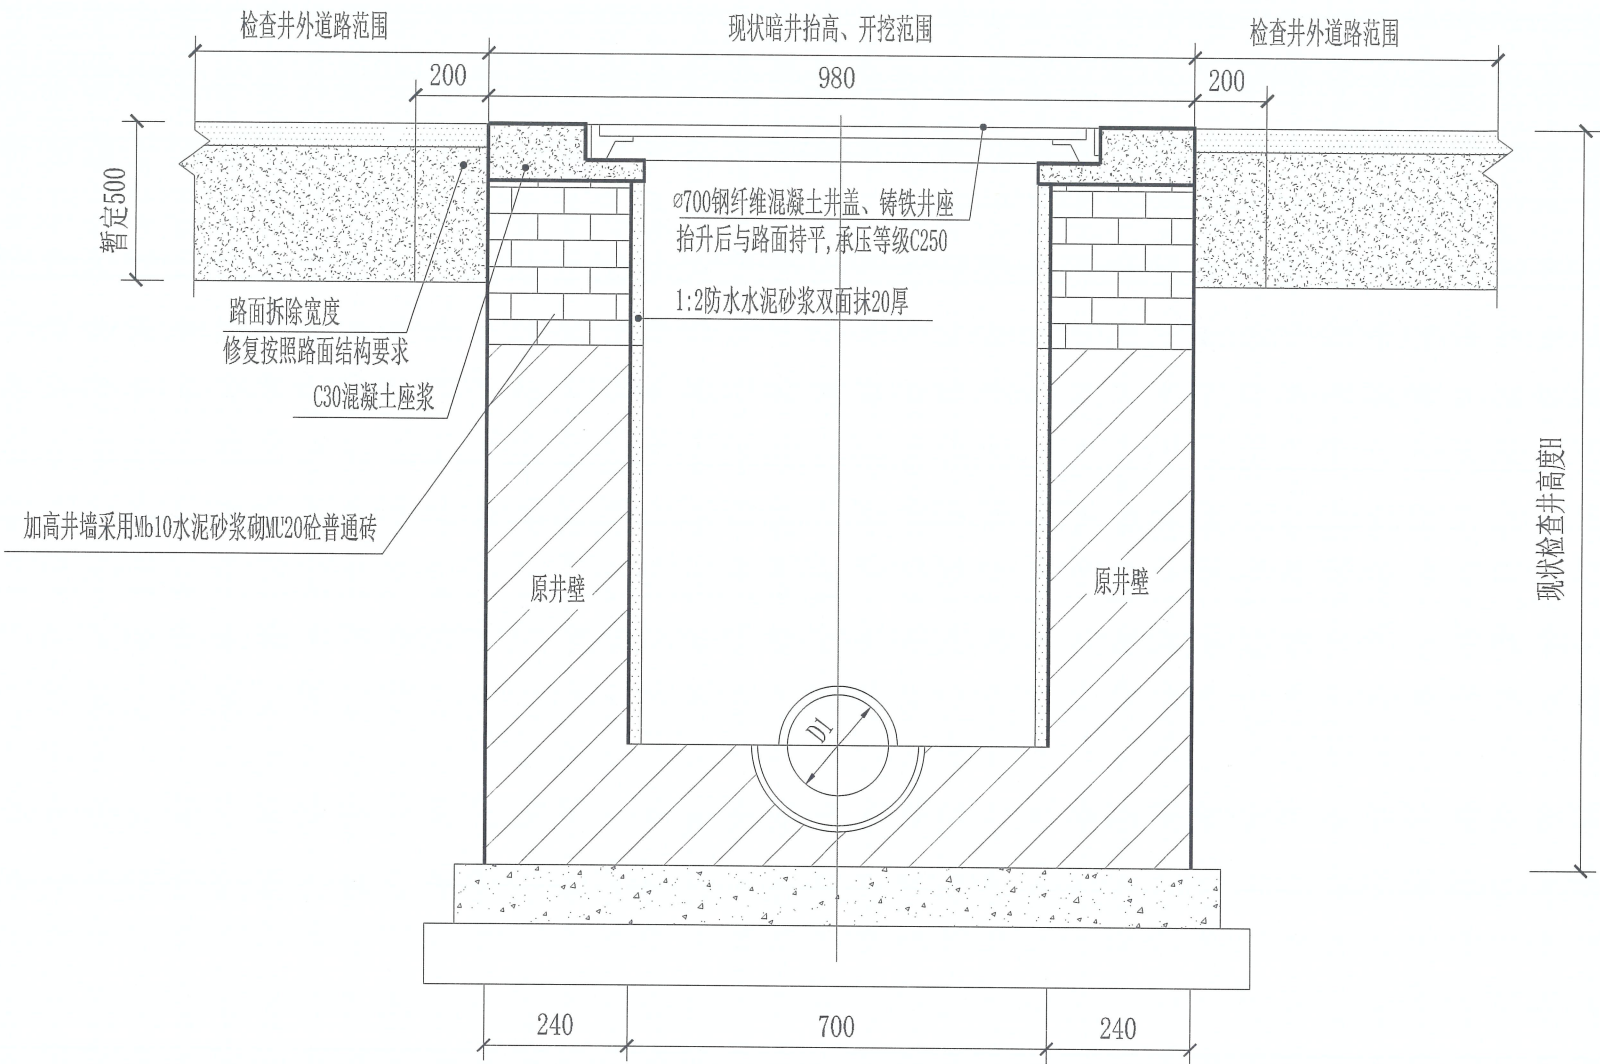 检查井外道路范围
现状暗井抬高、开挖范围
检查井外道路范围
200
980
200
暂定500
⌀700钢纤维混凝土井盖、铸铁井座
抬升后与路面持平,承压等级C250
1:2防水水泥砂浆双面抹20厚
路面拆除宽度
修复按照路面结构要求
C30混凝土座浆
加高井墙采用Mb10水泥砂浆砌MU20砼普通砖
原井壁
原井壁
现状检查井高度H
D1
240
700
240